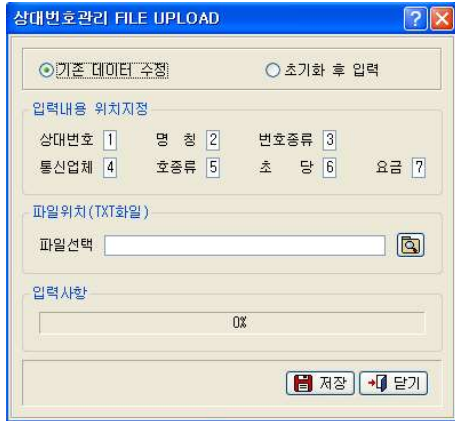 상대번호관리 FILE UPLOAD
기존 데이터 수정 초기화 후 입력
입력내용 위치지정
상대번호 1 명 칭 2 번호종류 3
통신업체 4 호종류 5 초 당 6 요금 7
파일위치(TXT화일)
파일선택
입력사항
0%
저장 닫기